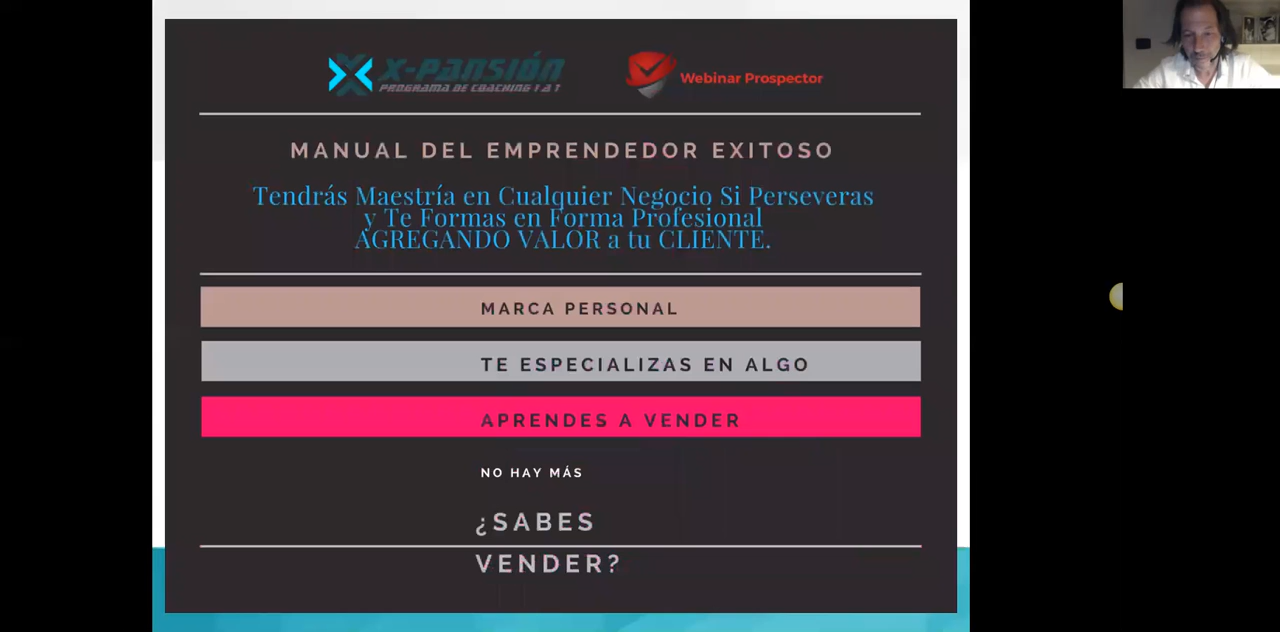 X-PANSIÓN
PROGRAMA DE COACHING 1 A 1
Webinar Prospector
MANUAL DEL EMPRENDEDOR EXITOSO
Tendrás Maestría en Cualquier Negocio Si Perseveras
y Te Formas en Forma Profesional
AGREGANDO VALOR a tu CLIENTE.
MARCA PERSONAL
TE ESPECIALIZAS EN ALGO
APRENDES A VENDER
NO HAY MÁS
¿SABES
VENDER?